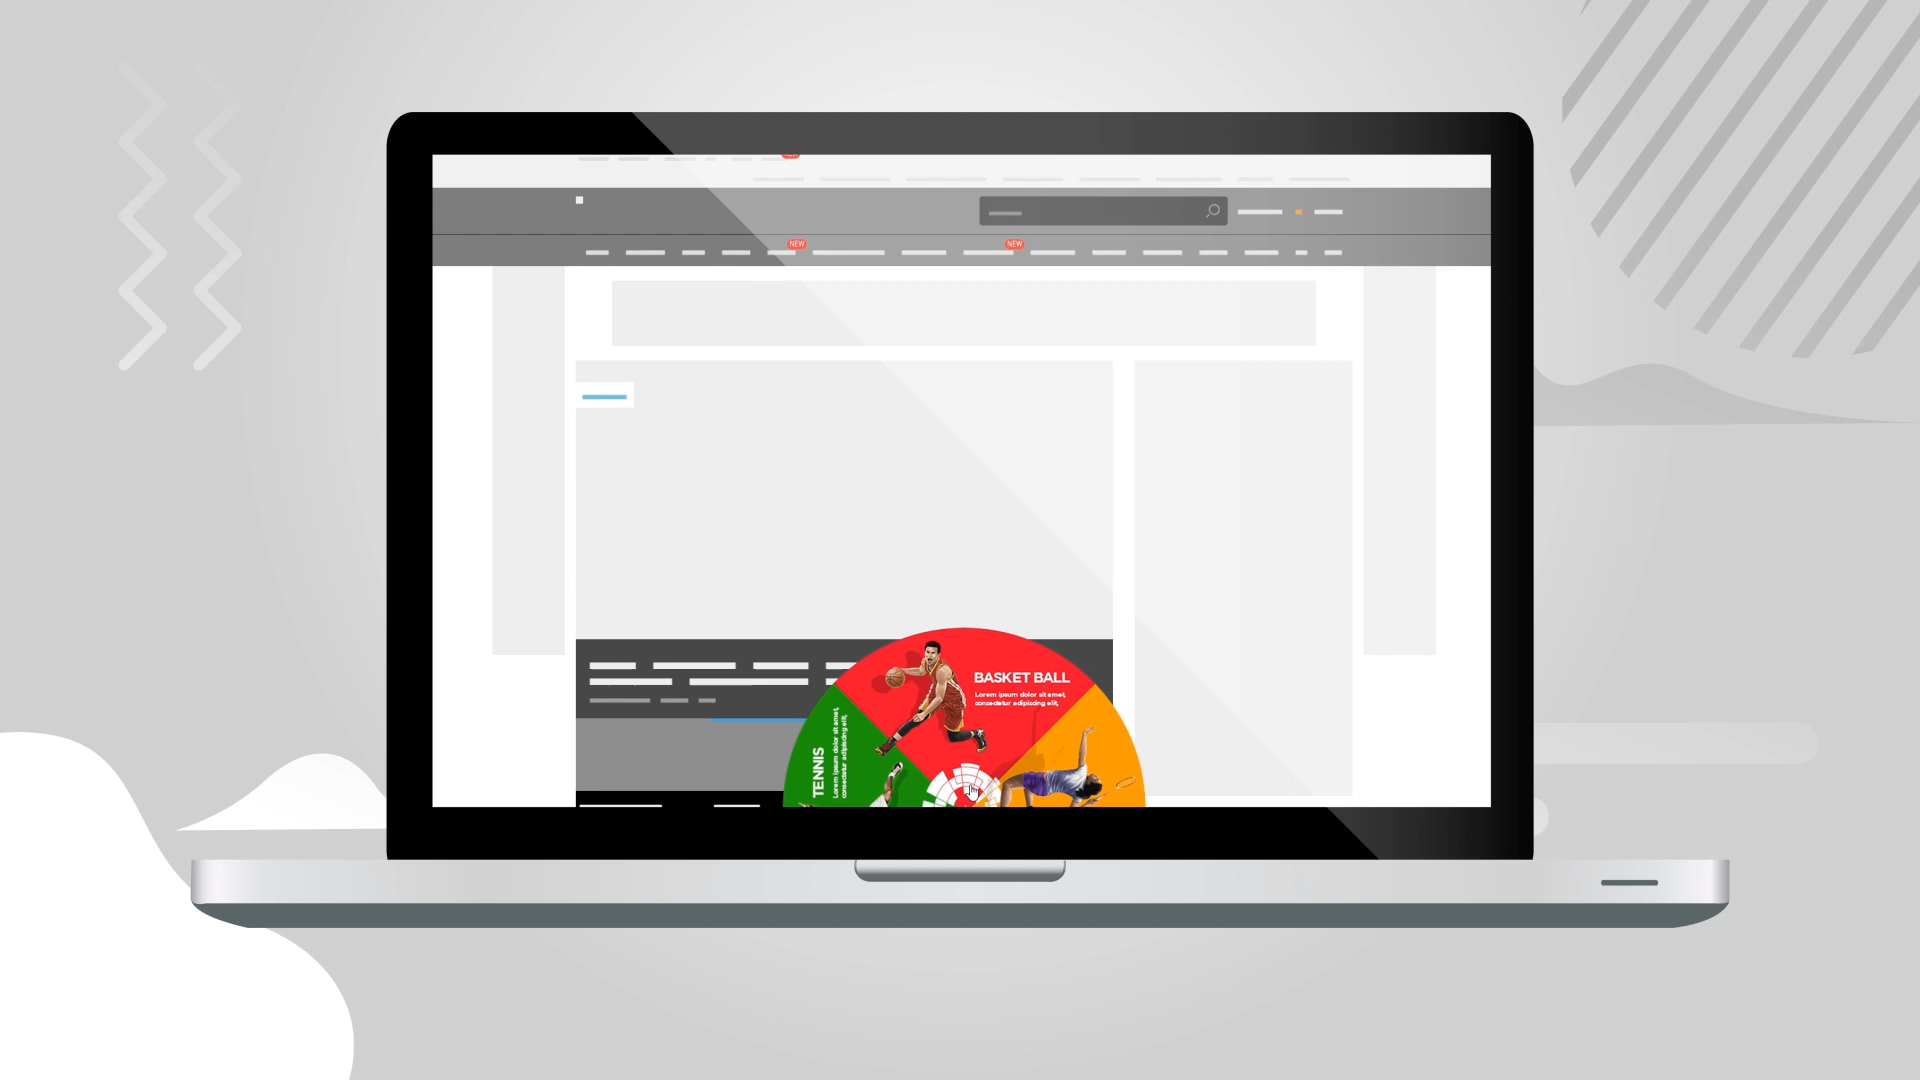 NEW
NEW
BASKET BALL
Lorem ipsum dolor sit amet,
consectetur adipiscing elit,
TENNIS
Lorem ipsum dolor sit amet,
consectetur adipiscing elit,